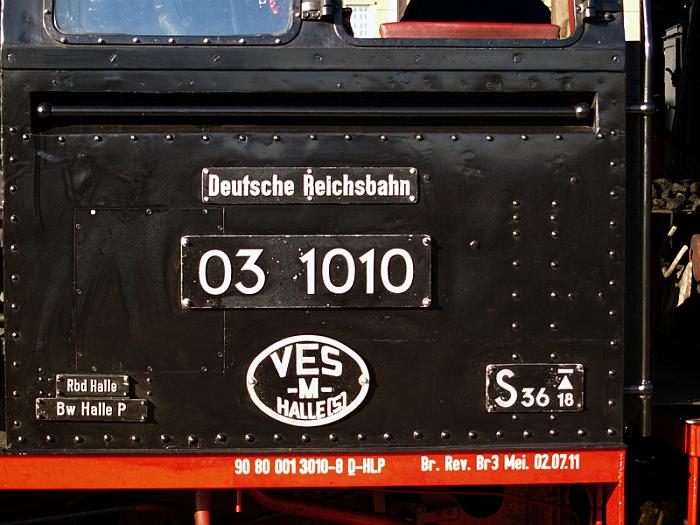 Deutsche Reichsbahn
03 1010
VES
-M-
HALLE(S)
Rbd Halle
Bw Halle P
S 36 18
90 80 001 3010-8 D-HLP Br. Rev. Br3 Mei. 02.07.11